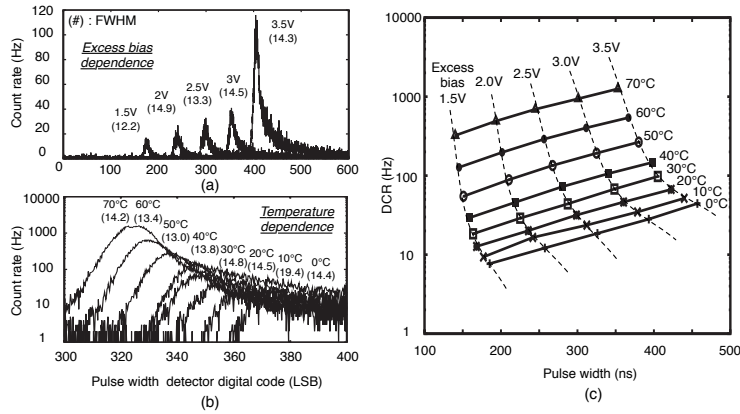 (#) : FWHM
Excess bias
dependence
1.5V
(12.2)
2V
(14.9)
2.5V
(13.3)
3V
(14.5)
3.5V
(14.3)
Count rate (Hz)
120
100
80
60
40
20
0
0 100 200 300 400 500 600
(a)
Temperature
dependence
70°C
(14.2)
60°C
(13.4)
50°C
(13.0)
40°C
(13.8)
30°C
(14.8)
20°C
(14.5)
10°C
(19.4)
0°C
(14.4)
Count rate (Hz)
10000
1000
100
10
1
300 320 340 360 380 400
Pulse width detector digital code (LSB)
(b)
DCR (Hz)
10000
1000
100
10
1
Excess
bias
1.5V
2.0V
2.5V
3.0V
3.5V
70°C
60°C
50°C
40°C
30°C
20°C
10°C
0°C
100 200 300 400 500
Pulse width (ns)
(c)